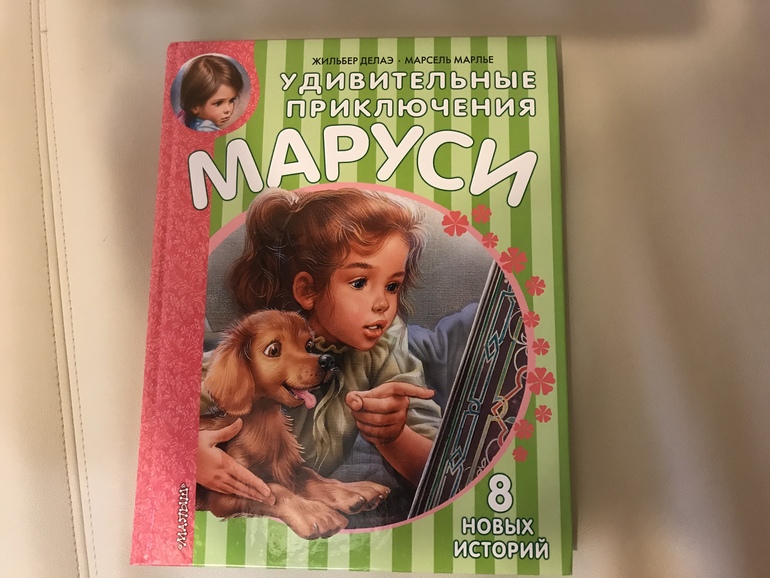 ЖИЛЬБЕР ДЕЛАЭ • МАРСЕЛЬ МАРЛЬЕ
УДИВИТЕЛЬНЫЕ
ПРИКЛЮЧЕНИЯ
МАРУСИ
8
НОВЫХ
ИСТОРИЙ
•МАЛЫШ•